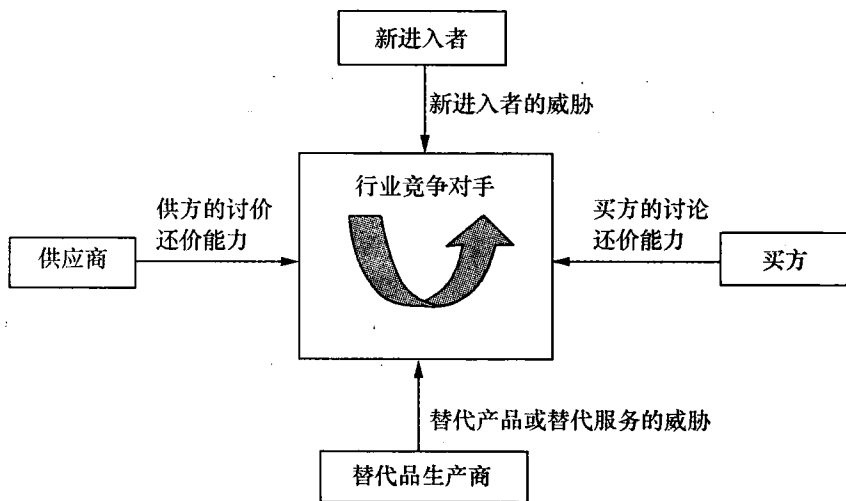 新进入者
新进入者的威胁
行业竞争对手
供方的讨价
还价能力
供应商
买方的讨论
还价能力
买方
替代产品或替代服务的威胁
替代品生产商